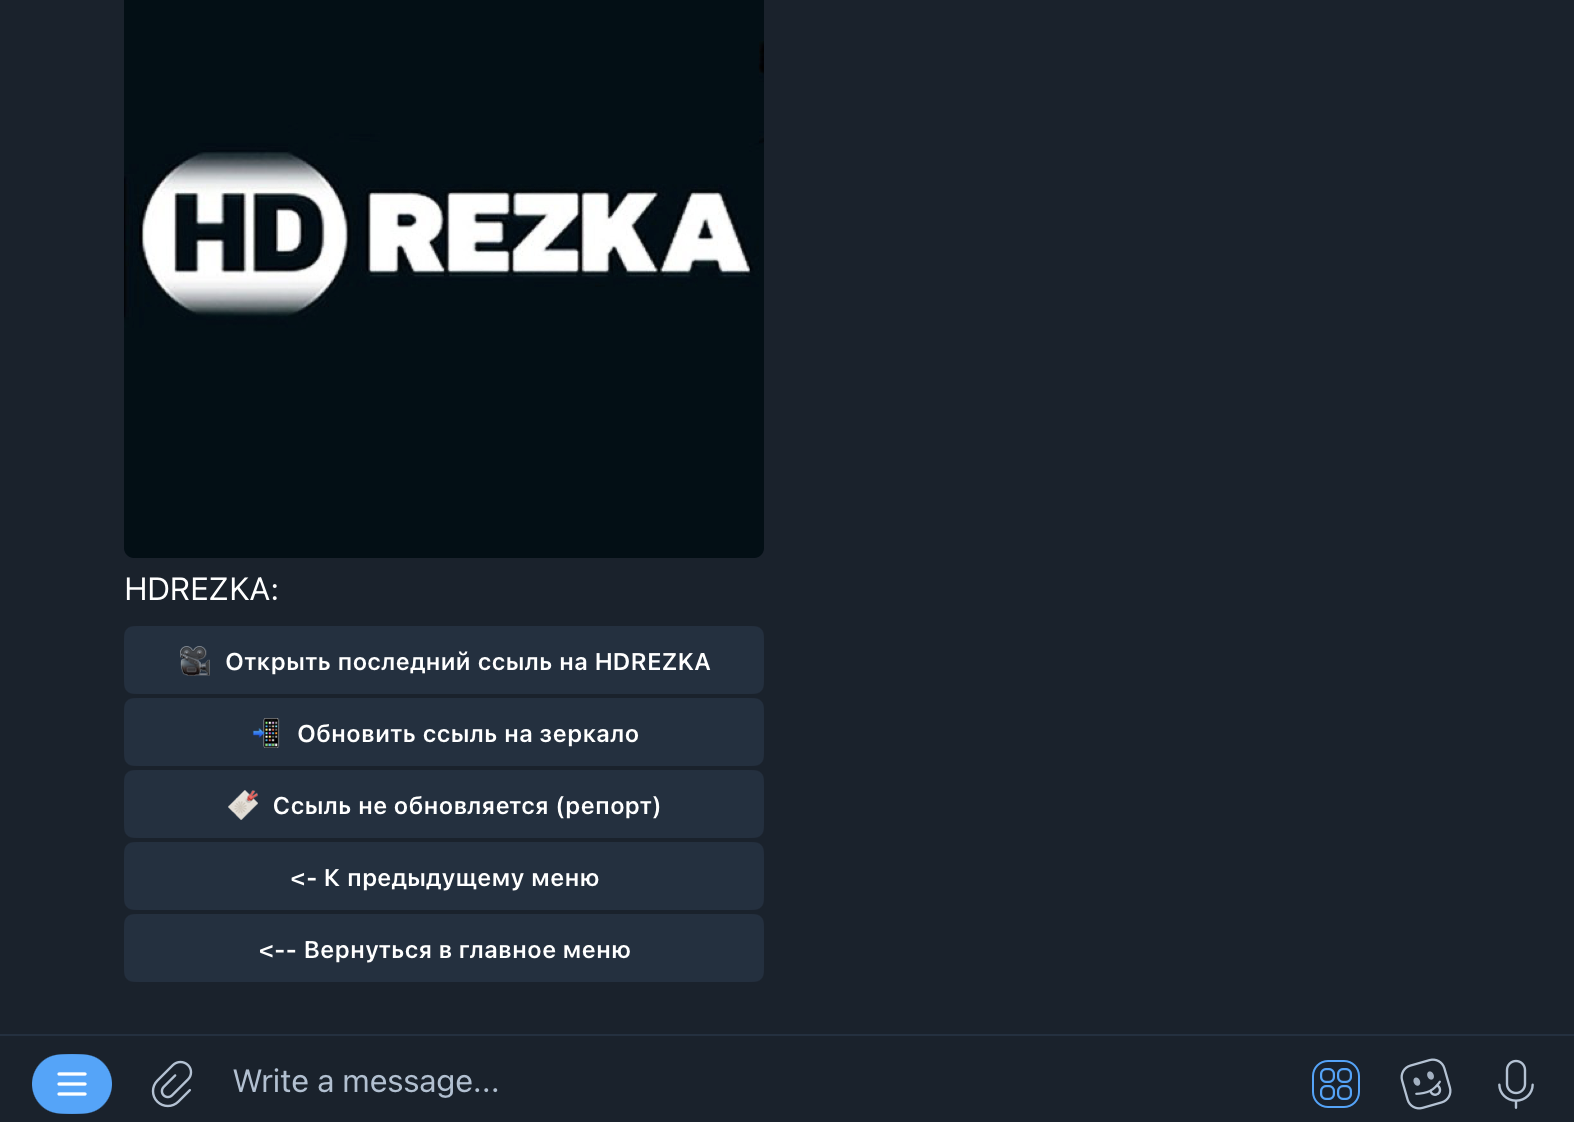 HD REZKA
HDREZKA:
Открыть последний ссыль на HDREZKA
Обновить ссыль на зеркало
Ссыль не обновляется (репорт)
<- К предыдущему меню
<-- Вернуться в главное меню
Write a message...